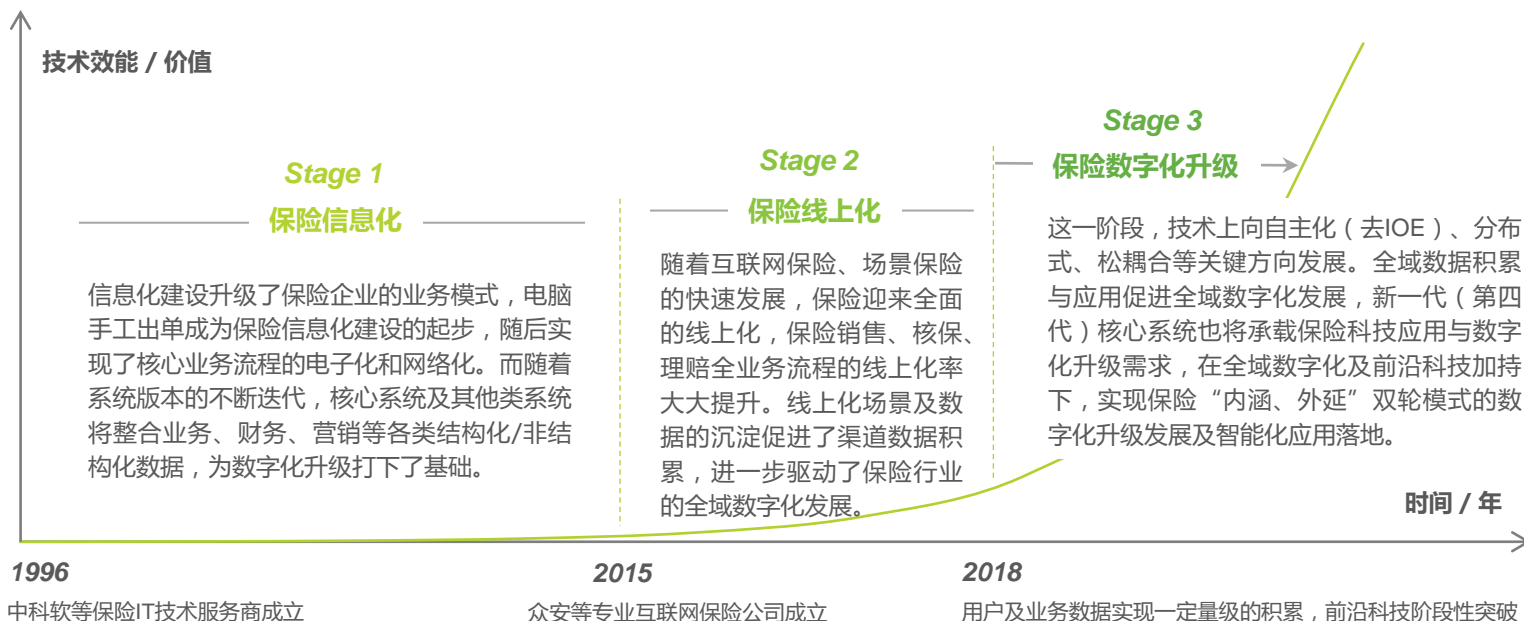 技术效能 / 价值
Stage 1
保险信息化
信息化建设升级了保险企业的业务模式，电脑
手工出单成为保险信息化建设的起步，随后实
现了核心业务流程的电子化和网络化。而随着
系统版本的不断迭代，核心系统及其他类系统
将整合业务、财务、营销等各类结构化/非结
构化数据，为数字化升级打下了基础。
Stage 2
保险线上化
随着互联网保险、场景保险
的快速发展，保险迎来全面
的线上化，保险销售、核保、
理赔全业务流程的线上化率
大大提升。线上化场景及数
据的沉淀促进了渠道数据积
累，进一步驱动了保险行业
的全域数字化发展。
Stage 3
保险数字化升级
这一阶段，技术上向自主化（去IOE）、分布
式、松耦合等关键方向发展。全域数据积累
与应用促进全域数字化发展，新一代（第四
代）核心系统也将承载保险科技应用与数字
化升级需求，在全域数字化及前沿科技加持
下，实现保险“内涵、外延”双轮模式的数
字化升级发展及智能化应用落地。
时间 / 年
1996
中科软等保险IT技术服务商成立
2015
众安等专业互联网保险公司成立
2018
用户及业务数据实现一定量级的积累，前沿科技阶段性突破